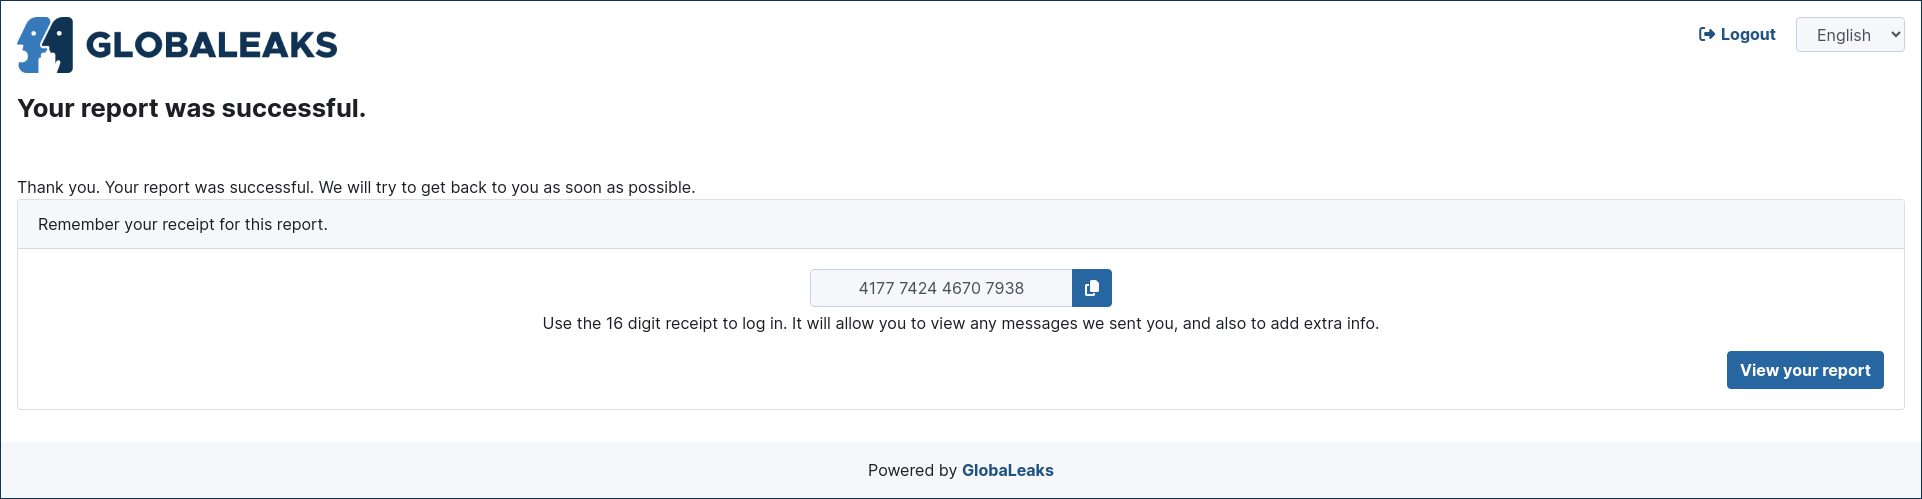 GLOBALEAKS
Logout
English
Your report was successful.
Thank you. Your report was successful. We will try to get back to you as soon as possible.
Remember your receipt for this report.
4177 7424 4670 7938
Use the 16 digit receipt to log in. It will allow you to view any messages we sent you, and also to add extra info.
View your report
Powered by GlobaLeaks